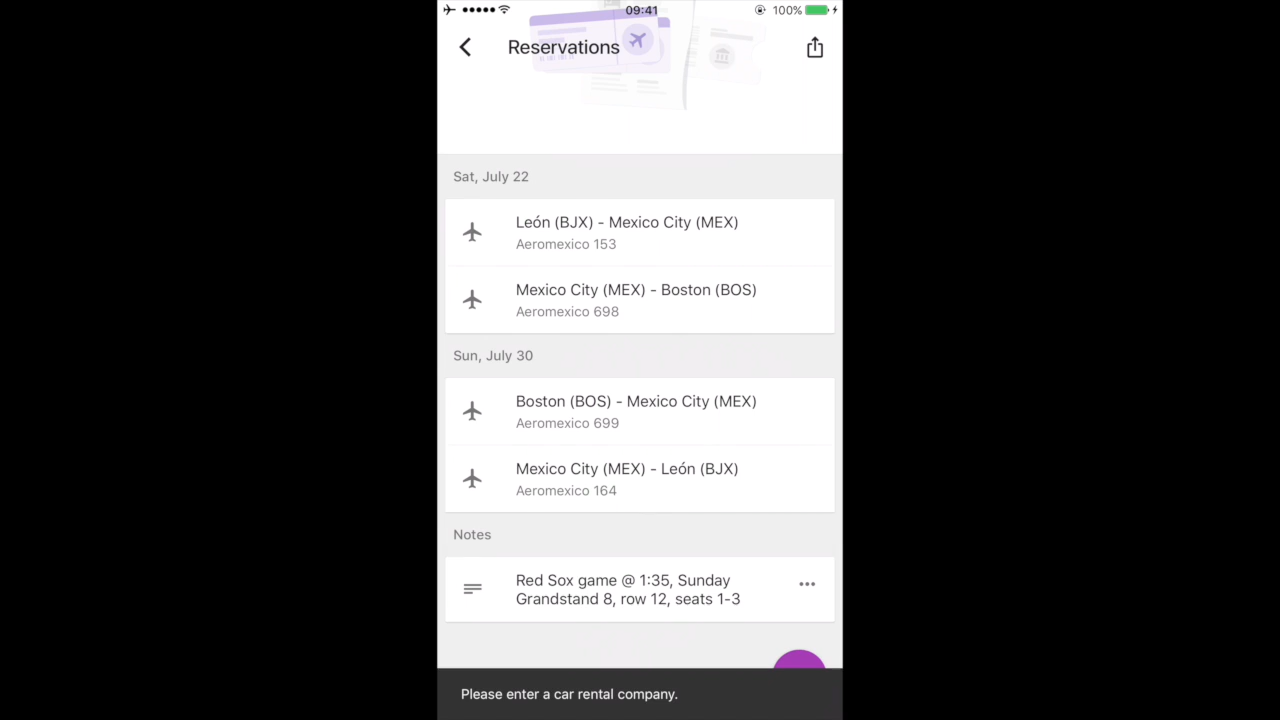 09:41
100%
Reservations
Sat, July 22
León (BJX) - Mexico City (MEX)
Aeromexico 153
Mexico City (MEX) - Boston (BOS)
Aeromexico 698
Sun, July 30
Boston (BOS) - Mexico City (MEX)
Aeromexico 699
Mexico City (MEX) - León (BJX)
Aeromexico 164
Notes
Red Sox game @ 1:35, Sunday
Grandstand 8, row 12, seats 1-3
Please enter a car rental company.